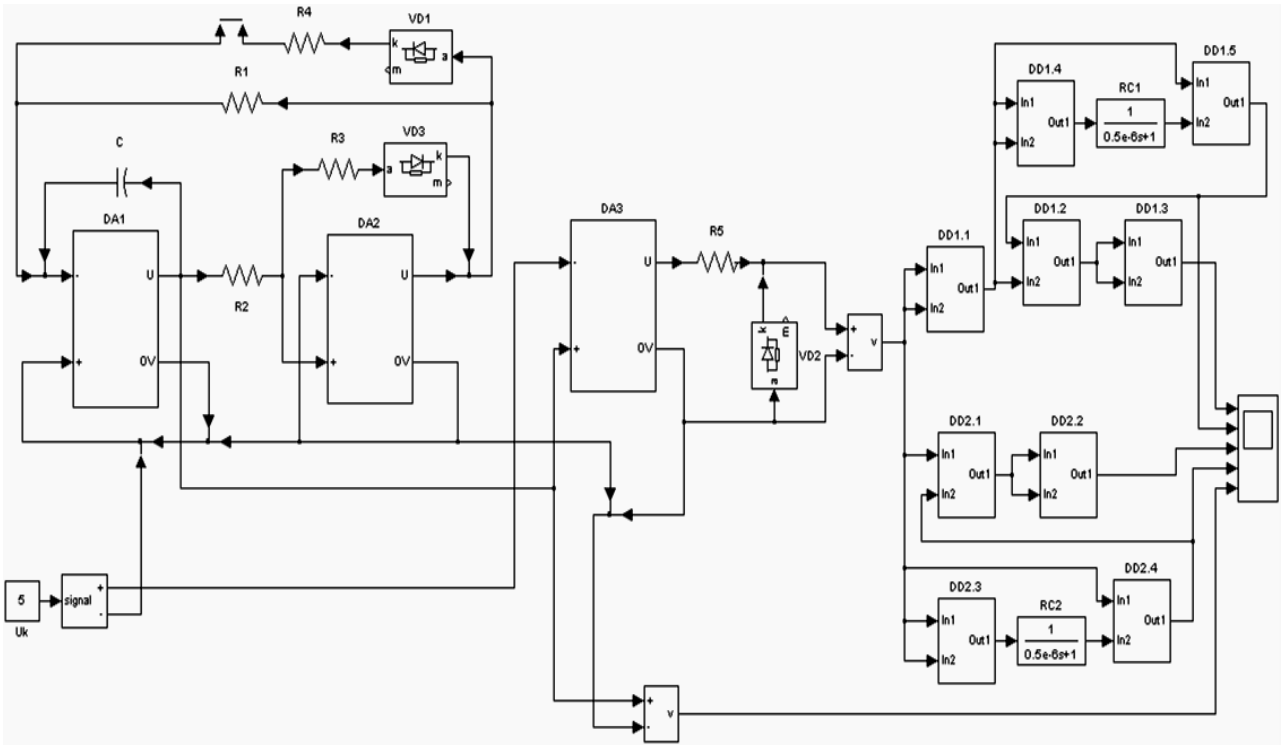 R4
VD1
k
a
m
R1
C
R3
VD3
a
k
m
DA1
-
U
+
0V
R2
DA2
-
U
+
0V
DA3
-
U
+
0V
R5
k
m
VD2
+
-
v
DD1.1
In1
In2
Out1
DD1.4
In1
In2
Out1
RC1
1
0.5e-6s+1
DD1.5
In1
In2
Out1
DD1.2
In1
In2
Out1
DD1.3
In1
In2
Out1
DD2.1
In1
In2
Out1
DD2.2
In1
In2
Out1
DD2.3
In1
In2
Out1
RC2
1
0.5e-6s+1
DD2.4
In1
In2
Out1
5
Uk
signal
+
-
+
-
v